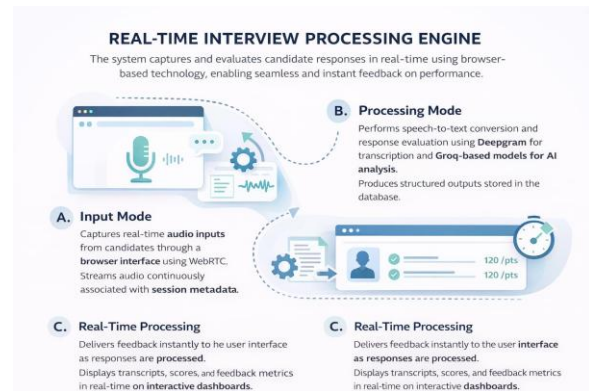 REAL-TIME INTERVIEW PROCESSING ENGINE
The system captures and evaluates candidate responses in real-time using browser-
based technology, enabling seamless and instant feedback on performance.
B. Processing Mode
Performs speech-to-text conversion and
response evaluation using Deepgram for
transcription and Groq-based models for AI
analysis.
Produces structured outputs stored in the
database.
A. Input Mode
Captures real-time audio inputs
from candidates through a
browser interface using WebRTC.
Streams audio continuously
associated with session metadata.
120 /pts
120 /pts
C. Real-Time Processing
Delivers feedback instantly to he user interface
as responses are processed.
Displays transcripts, scores, and feedback metrics
in real-time on interactive dashboards.
C. Real-Time Processing
Delivers feedback instantly to the user interface
as responses are processed.
Displays transcripts, scores, and feedback metrics
in real-time on interactive dashboards.